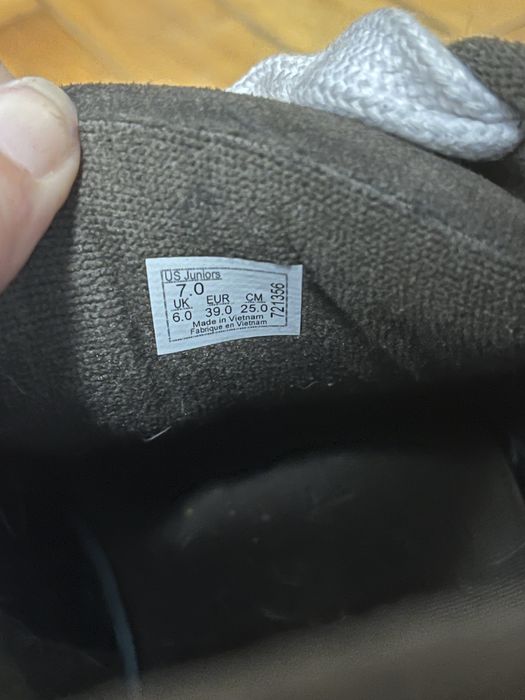 US Juniors
7.0
UK. EUR CM
6.0 39.0 25.0
Made in Vietnam
Fabrique en Vietnam
721356